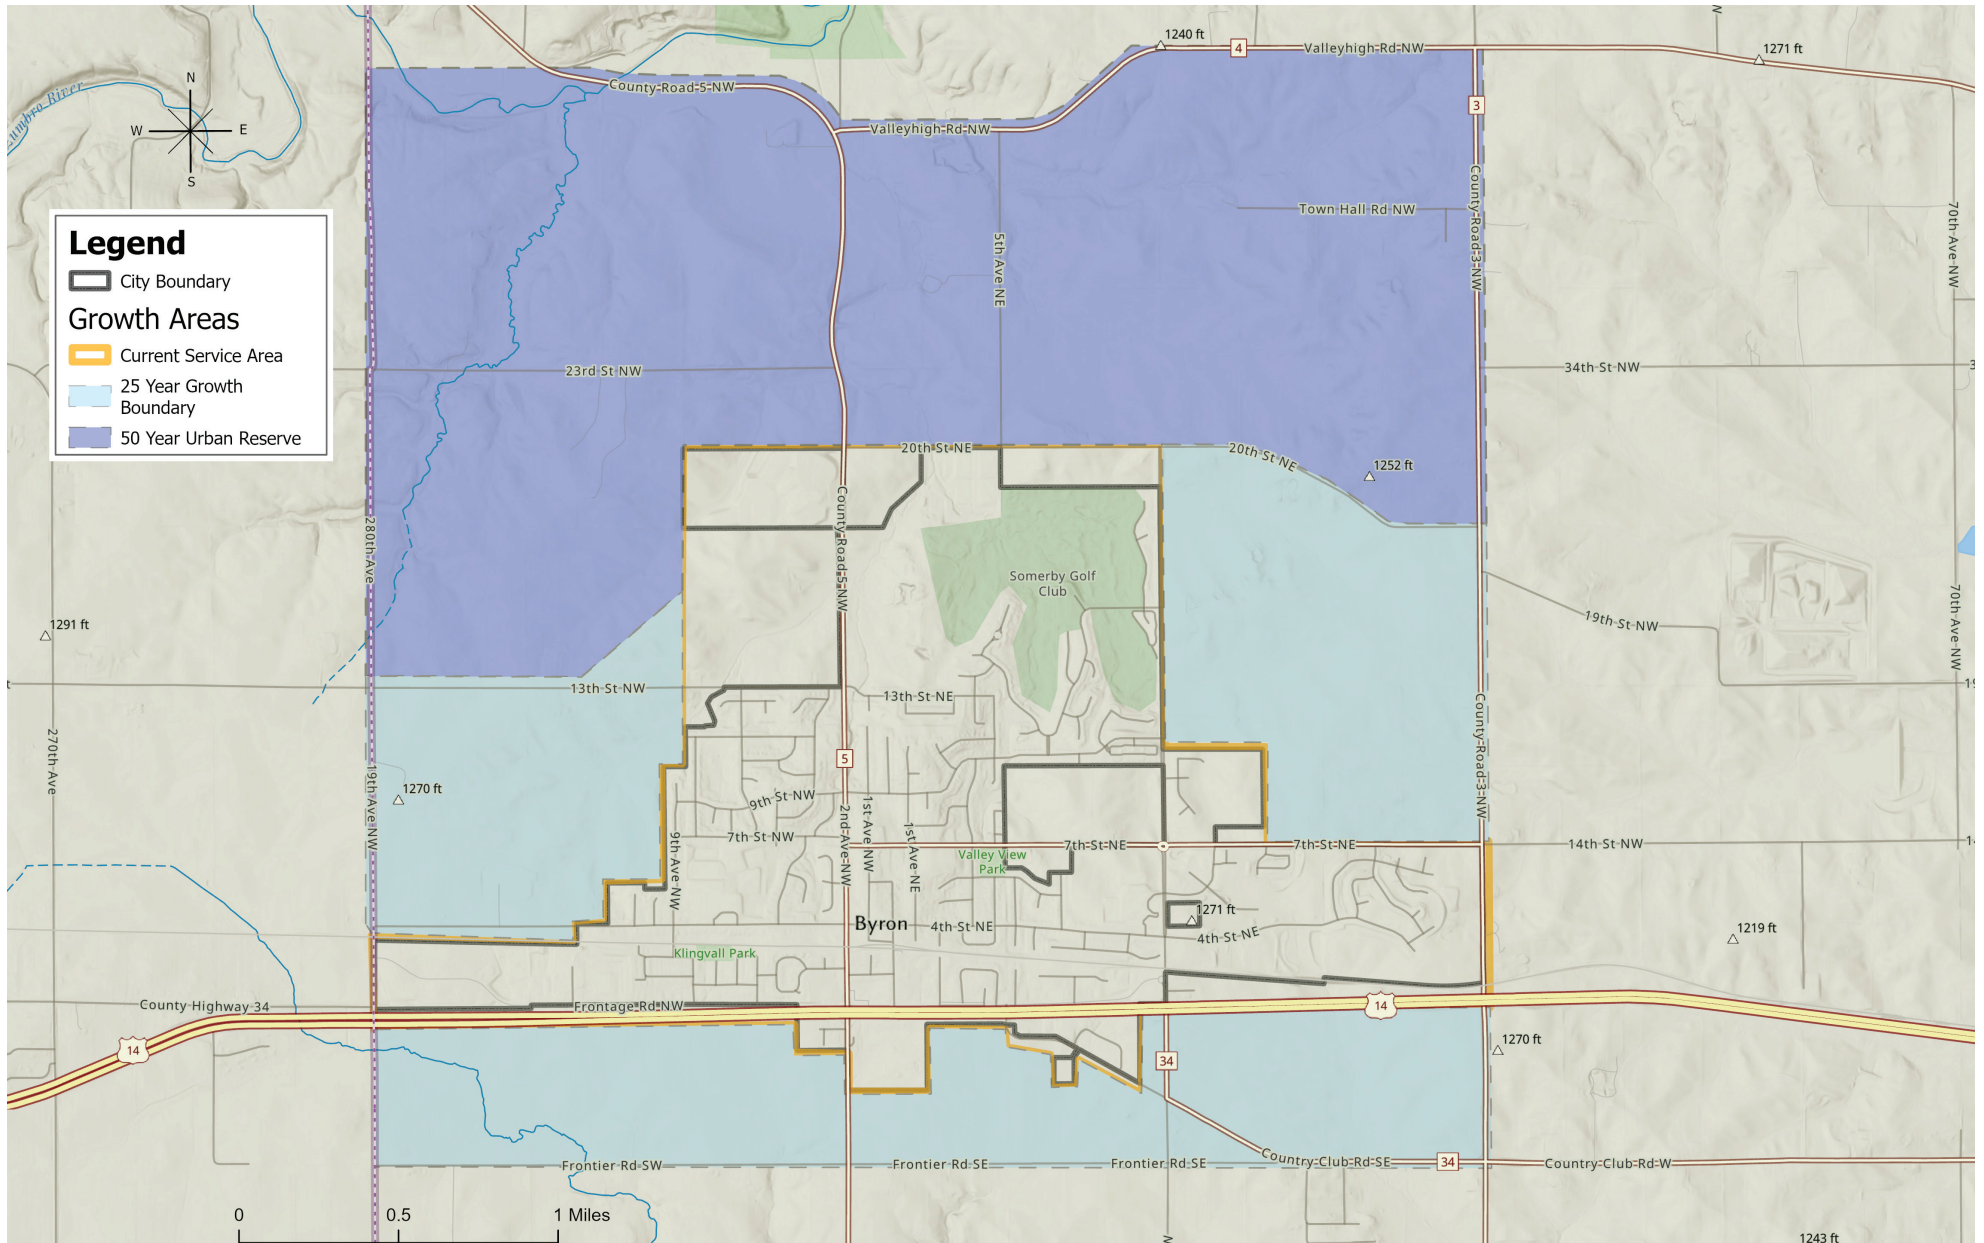 N
1240 ft
4
Valleyhigh Rd NW
1271 ft
N
W
E
S
County Road 5 NW
Valleyhigh Rd NW
3
County Road 3 NW
Town Hall Rd NW
70th Ave NW
5th Ave NE
Legend
City Boundary
Growth Areas
Current Service Area
25 Year Growth
Boundary
50 Year Urban Reserve
23rd St NW
34th St NW
3
20th St NE
20th St NE
1252 ft
280th Ave
County Road 5 NW
Somerby Golf
Club
19th St NW
70th Ave NW
1291 ft
t
13th St NW
13th St NE
19
270th Ave
5
County Road 3 NW
19th Ave NW
1270 ft
9th St NW
7th St NW
2nd Ave NW
1st Ave NW
1st Ave NE
9th Ave NW
7th St NE
7th St NE
14th St NW
1
Valley View
Park
1271 ft
Byron
4th St NE
4th St NE
1219 ft
Klingvall Park
County Highway 34
Frontage Rd NW
14
14
34
1270 ft
Frontier Rd SW
Frontier Rd SE
Frontier Rd SE
Country Club Rd SE
34
Country Club Rd W
0
0.5
1 Miles
N
1243 ft